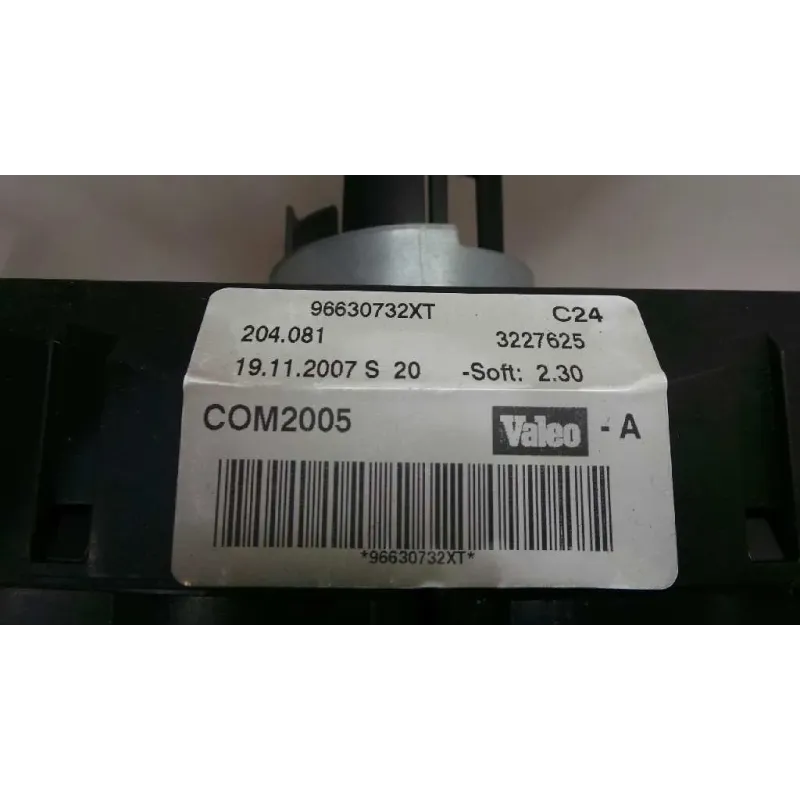 96630732XT C24
204.081 3227625
19.11.2007 S 20 -Soft: 2.30
COM2005 Valeo - A
*96630732XT*